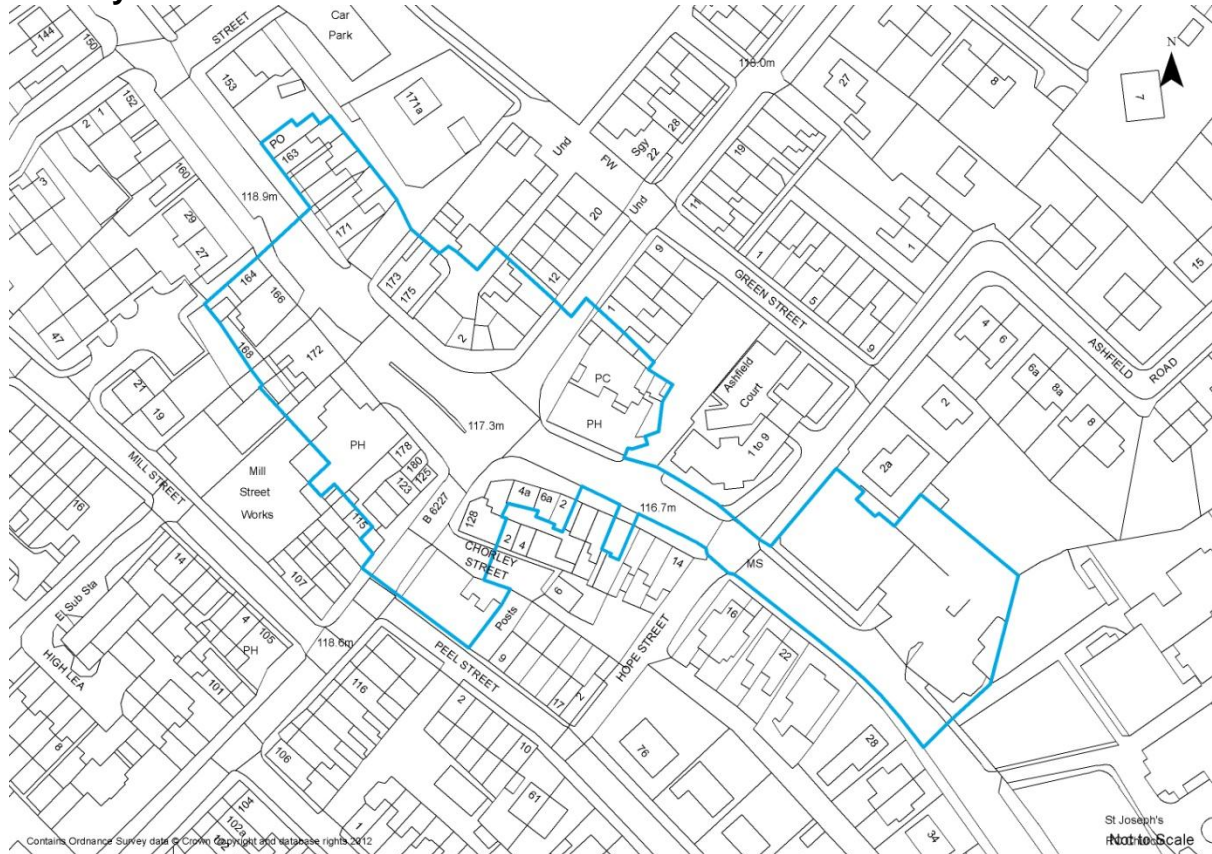 Car
Park
STREET
144
150
153
171a
118.0m
27
8
N
7
152
1
2
PO
163
Und
FW
Sgy
22
28
19
3
160
118.9m
171
20
Und
11
1
29
27
173
175
12
9
GREEN STREET
1
5
9
15
164
166
2
1
4
6
6a
8a
8
ASHFIELD
ROAD
47
168
172
PC
PH
Ashfield
Court
1 to 9
2
21
19
117.3m
PH
178
180
125
123
2a
MILL STREET
Mill
Street
Works
16
115
B 6227
4a
6a
2
116.7m
128
2
4
CHORLEY
STREET
14
MS
107
14
6
El Sub Sta
4
105
PH
Posts
9
16
22
HOPE STREET
118.6m
PEEL STREET
HIGH LEA
101
116
17
2
2
76
28
8
106
10
61
104
102a
1
34
St Joseph's
Not to Scale
Contains Ordnance Survey data © Crown Copyright and database rights 2012